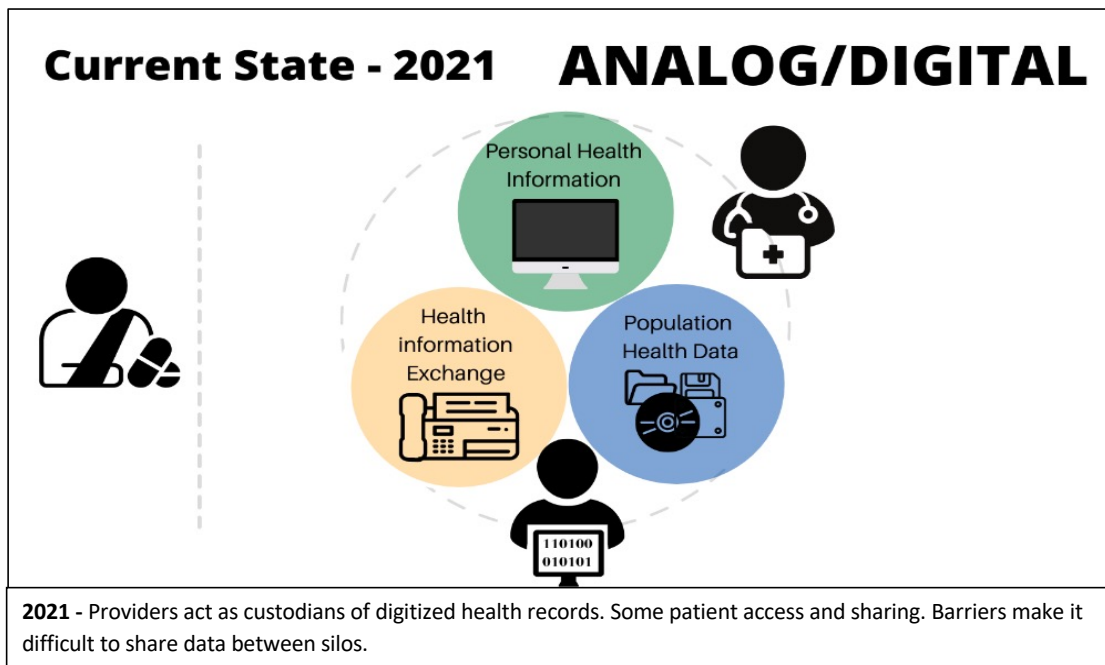 Current State - 2021
ANALOG/DIGITAL
Personal Health
Information
Health
information
Exchange
Population
Health Data
110100
010101
2021 - Providers act as custodians of digitized health records. Some patient access and sharing. Barriers make it
difficult to share data between silos.